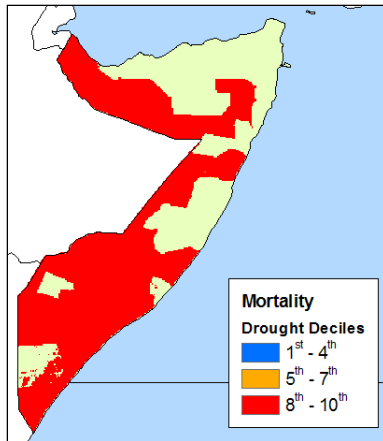 Mortality
Drought Deciles
1st - 4th
5th - 7th
8th - 10th